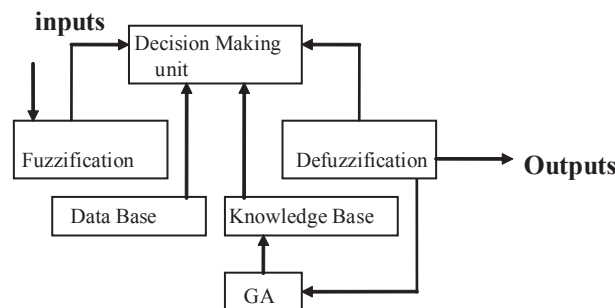 inputs
Decision Making
unit
Fuzzification
Defuzzification
Outputs
Data Base
Knowledge Base
GA